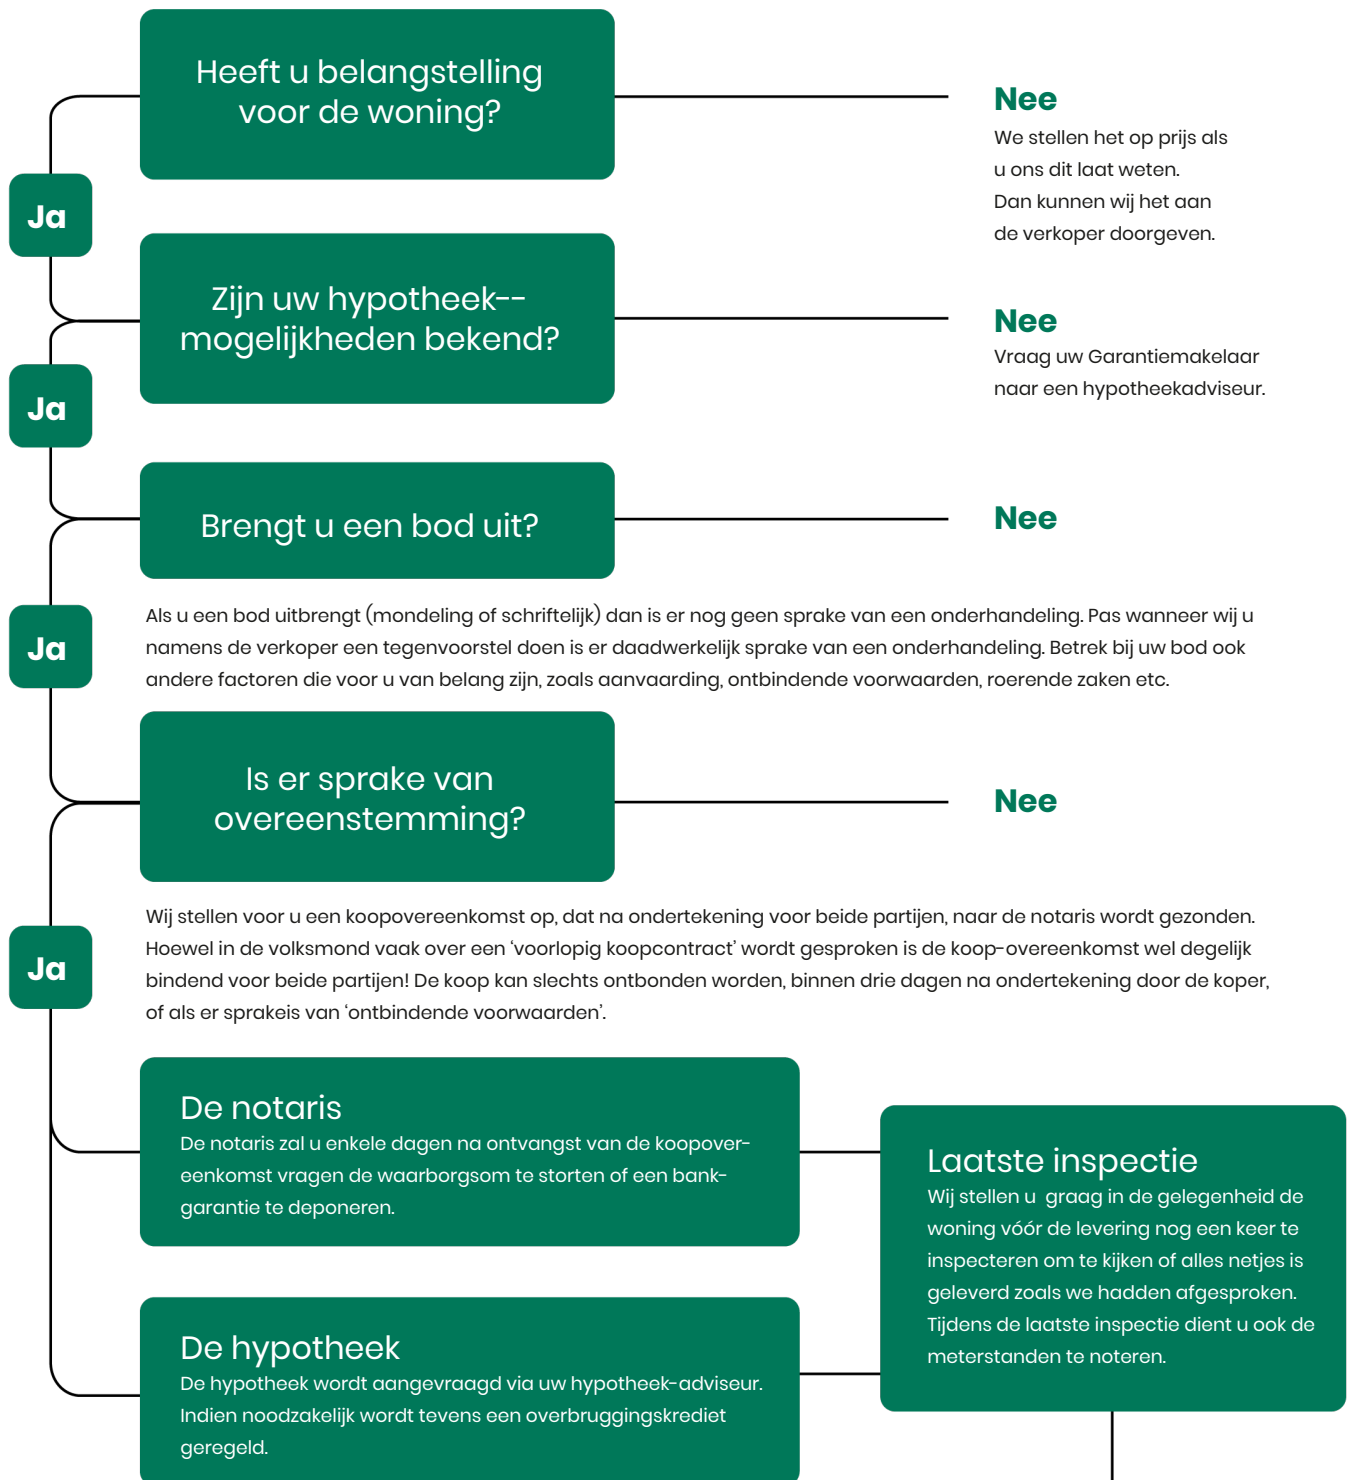 Heeft u belangstelling
voor de woning?
Nee
We stellen het op prijs als
u ons dit laat weten.
Dan kunnen wij het aan
de verkoper doorgeven.
Ja
Zijn uw hypotheek--
mogelijkheden bekend?
Nee
Vraag uw Garantiemakelaar
naar een hypotheekadviseur.
Ja
Brengt u een bod uit?
Nee
Als u een bod uitbrengt (mondeling of schriftelijk) dan is er nog geen sprake van een onderhandeling. Pas wanneer wij u
namens de verkoper een tegenvoorstel doen is er daadwerkelijk sprake van een onderhandeling. Betrek bij uw bod ook
andere factoren die voor u van belang zijn, zoals aanvaarding, ontbindende voorwaarden, roerende zaken etc.
Ja
Is er sprake van
overeenstemming?
Nee
Wij stellen voor u een koopovereenkomst op, dat na ondertekening voor beide partijen, naar de notaris wordt gezonden.
Hoewel in de volksmond vaak over een ‘voorlopig koopcontract’ wordt gesproken is de koop-overeenkomst wel degelijk
bindend voor beide partijen! De koop kan slechts ontbonden worden, binnen drie dagen na ondertekening door de koper,
of als er sprakeis van ‘ontbindende voorwaarden’.
Ja
De notaris
De notaris zal u enkele dagen na ontvangst van de koopover-
eenkomst vragen de waarborgsom te storten of een bank-
garantie te deponeren.
Laatste inspectie
Wij stellen u graag in de gelegenheid de
woning vóór de levering nog een keer te
inspecteren om te kijken of alles netjes is
geleverd zoals we hadden afgesproken.
Tijdens de laatste inspectie dient u ook de
meterstanden te noteren.
De hypotheek
De hypotheek wordt aangevraagd via uw hypotheek-adviseur.
Indien noodzakelijk wordt tevens een overbruggingskrediet
geregeld.